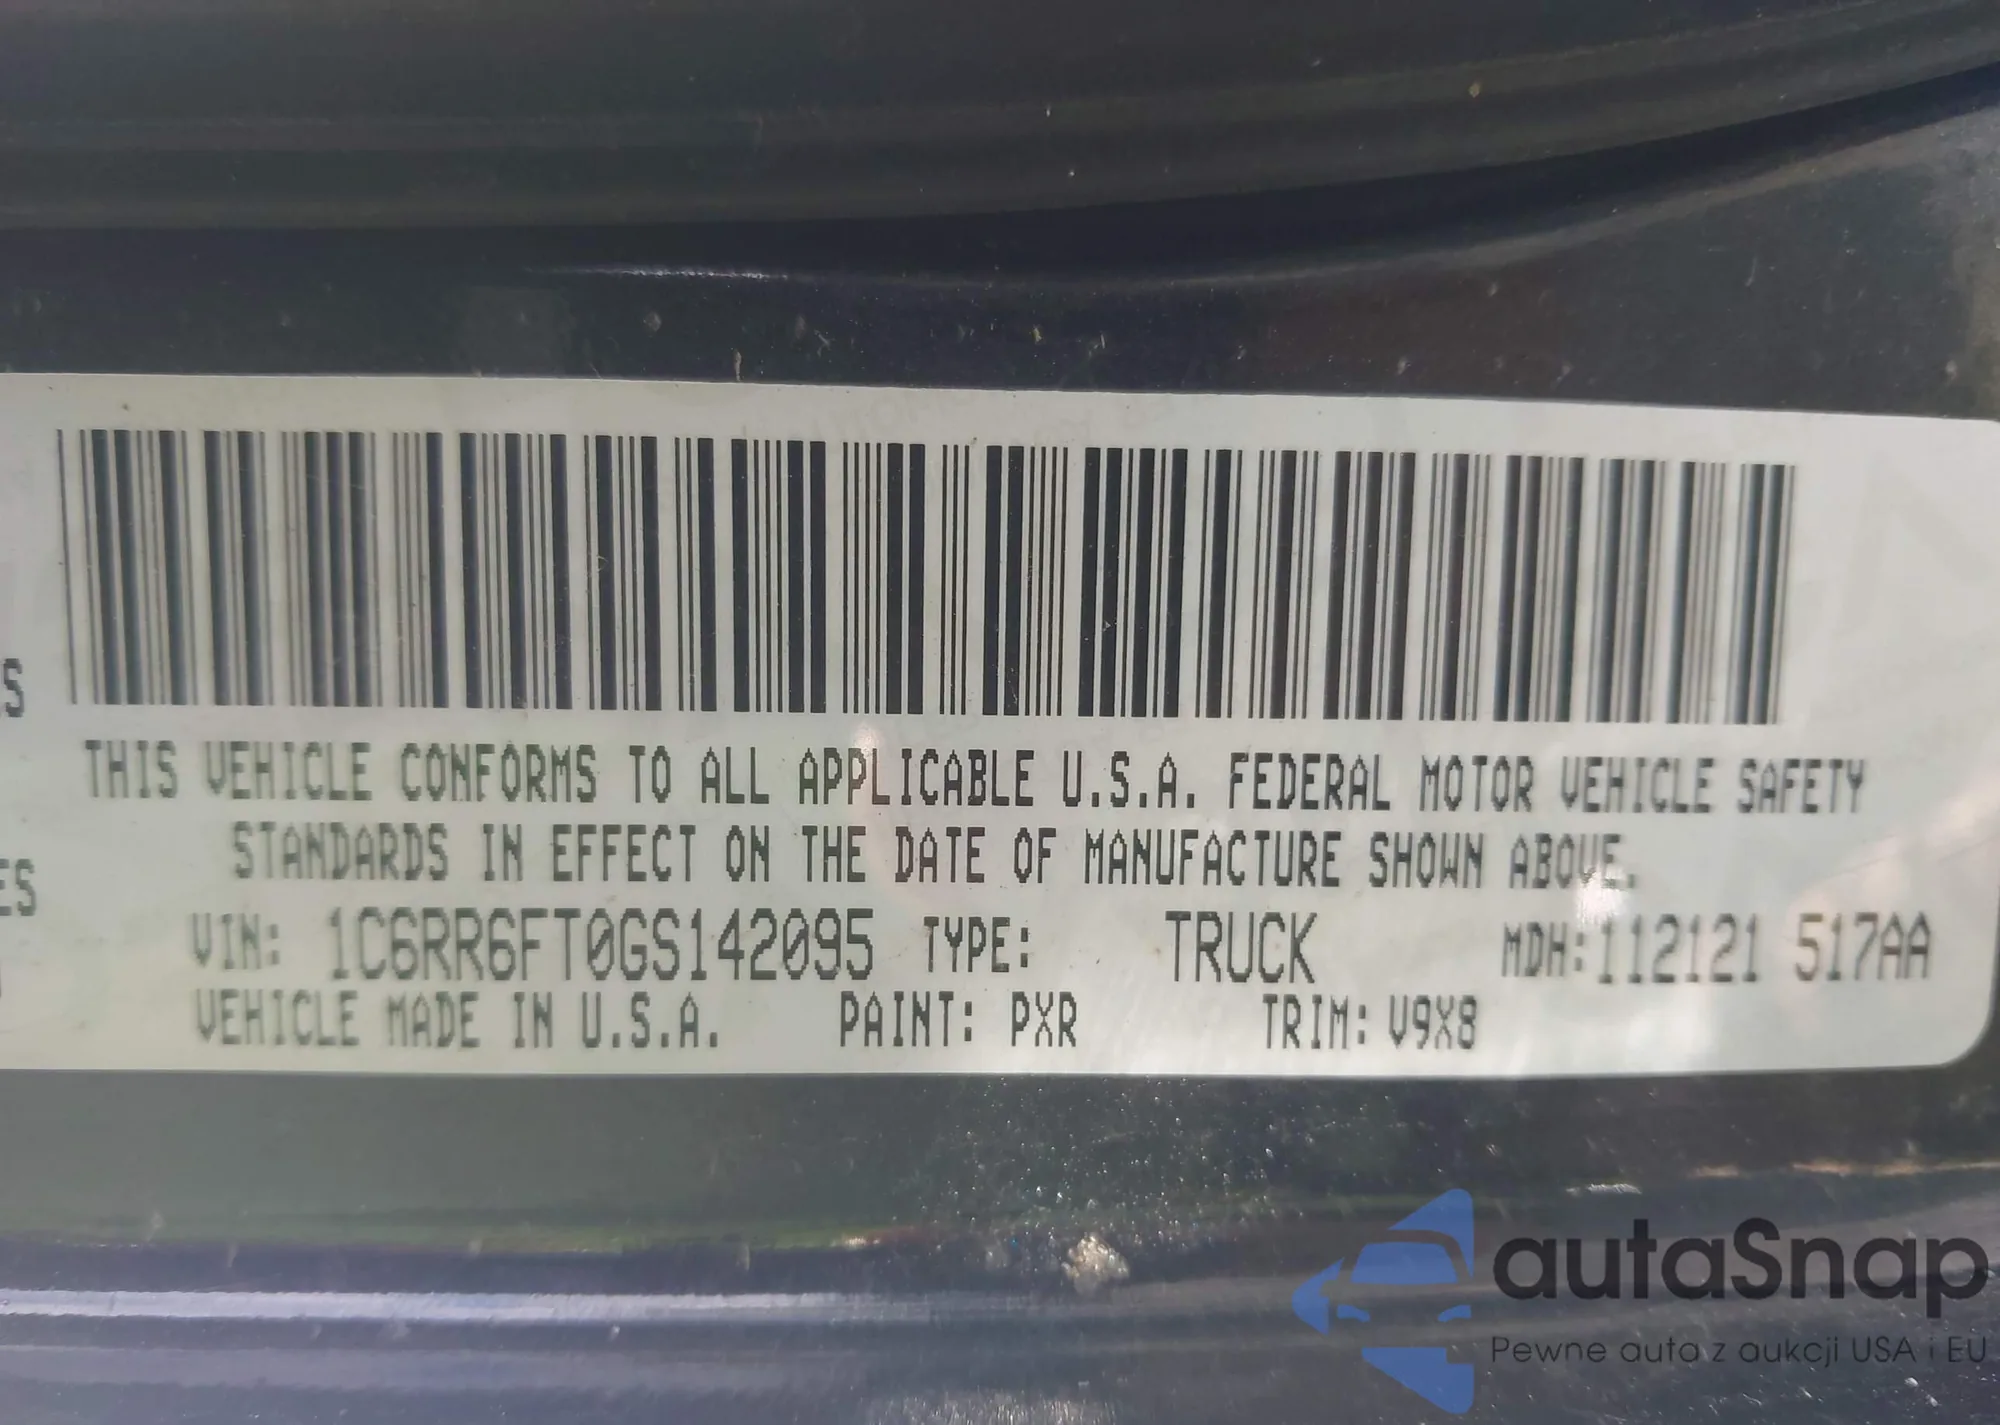 S
ES
THIS VEHICLE CONFORMS TO ALL APPLICABLE U.S.A. FEDERAL MOTOR VEHICLE SAFETY
STANDARDS IN EFFECT ON THE DATE OF MANUFACTURE SHOWN ABOVE.
VIN: 1C6RR6FT0GS142095 TYPE: TRUCK MDH:112121 517AA
VEHICLE MADE IN U.S.A. PAINT: PXR TRIM: V9X8
autaSnap
Pewne auta z aukcji USA i EU